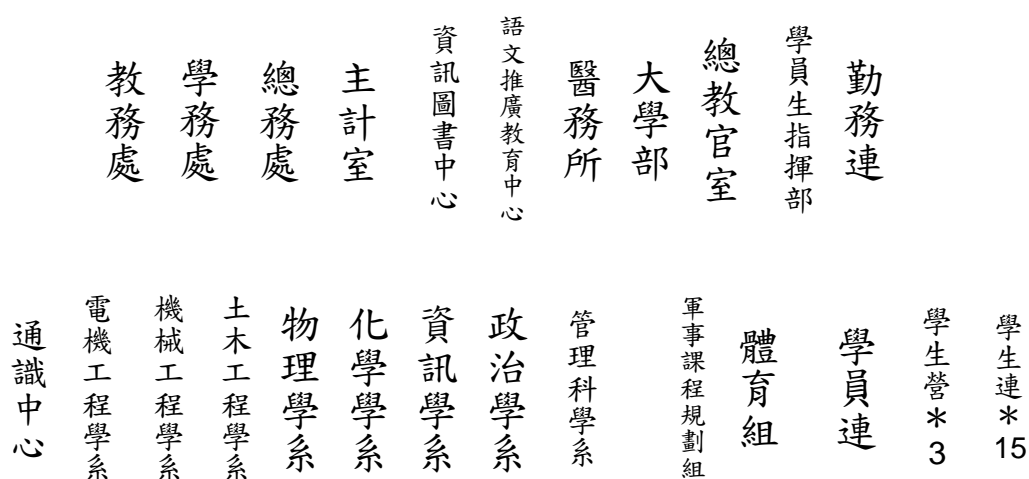 教務處
學務處
總務處
主計室
資訊圖書中心
語文推廣教育中心
醫務所
大學部
總教官室
學員生指揮部
勤務連
通識中心
電機工程學系
機械工程學系
土木工程學系
物理學系
化學學系
資訊學系
政治學系
管理科學系
軍事課程規劃組
體育組
學員連
學生營*3
學生連*15